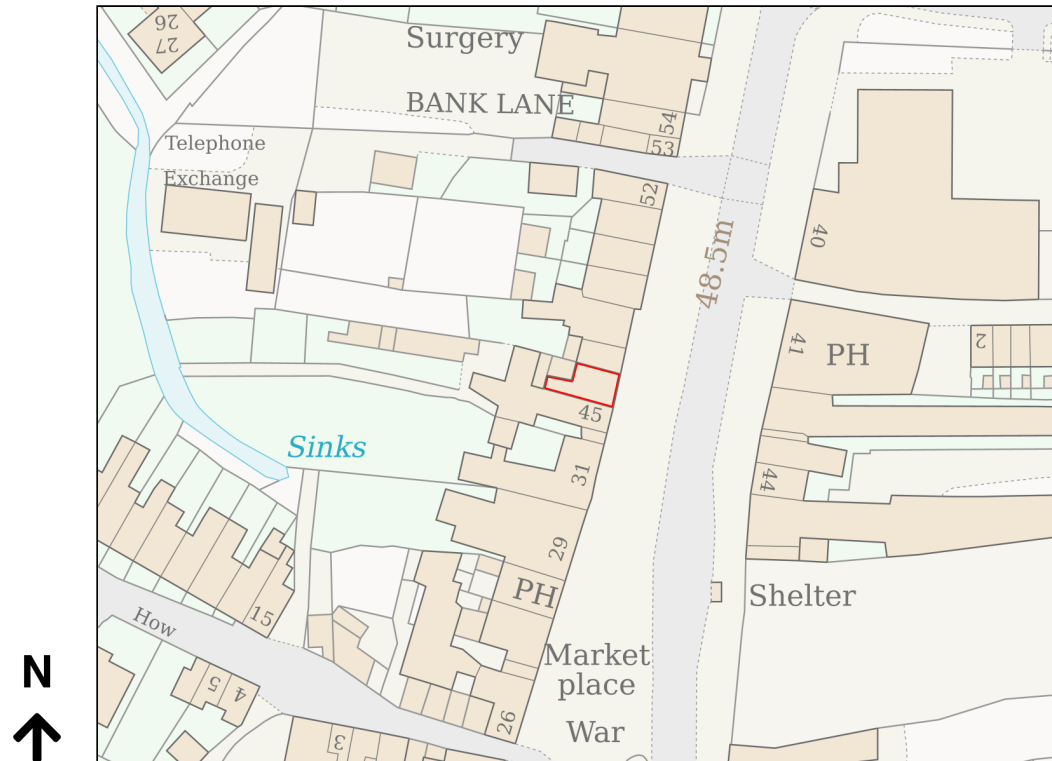 26
27
Surgery
BANK LANE
54
53
Telephone
Exchange
52
40
48.5m
41
PH
2
45
Sinks
31
44
29
PH
Shelter
15
How
Market
place
War
5
4
26
3
N